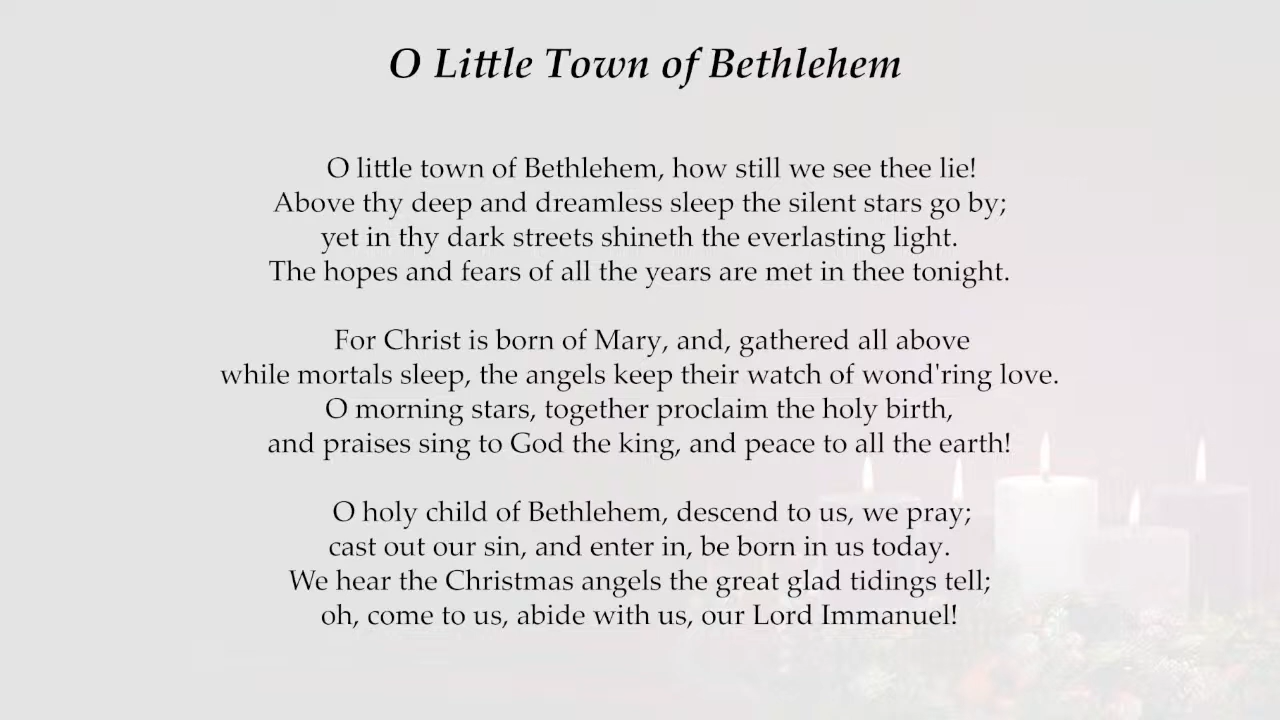 O Little Town of Bethlehem
O little town of Bethlehem, how still we see thee lie!
Above thy deep and dreamless sleep the silent stars go by;
yet in thy dark streets shineth the everlasting light.
The hopes and fears of all the years are met in thee tonight.
For Christ is born of Mary, and, gathered all above
while mortals sleep, the angels keep their watch of wond'ring love.
O morning stars, together proclaim the holy birth,
and praises sing to God the king, and peace to all the earth!
O holy child of Bethlehem, descend to us, we pray;
cast out our sin, and enter in, be born in us today.
We hear the Christmas angels the great glad tidings tell;
oh, come to us, abide with us, our Lord Immanuel!